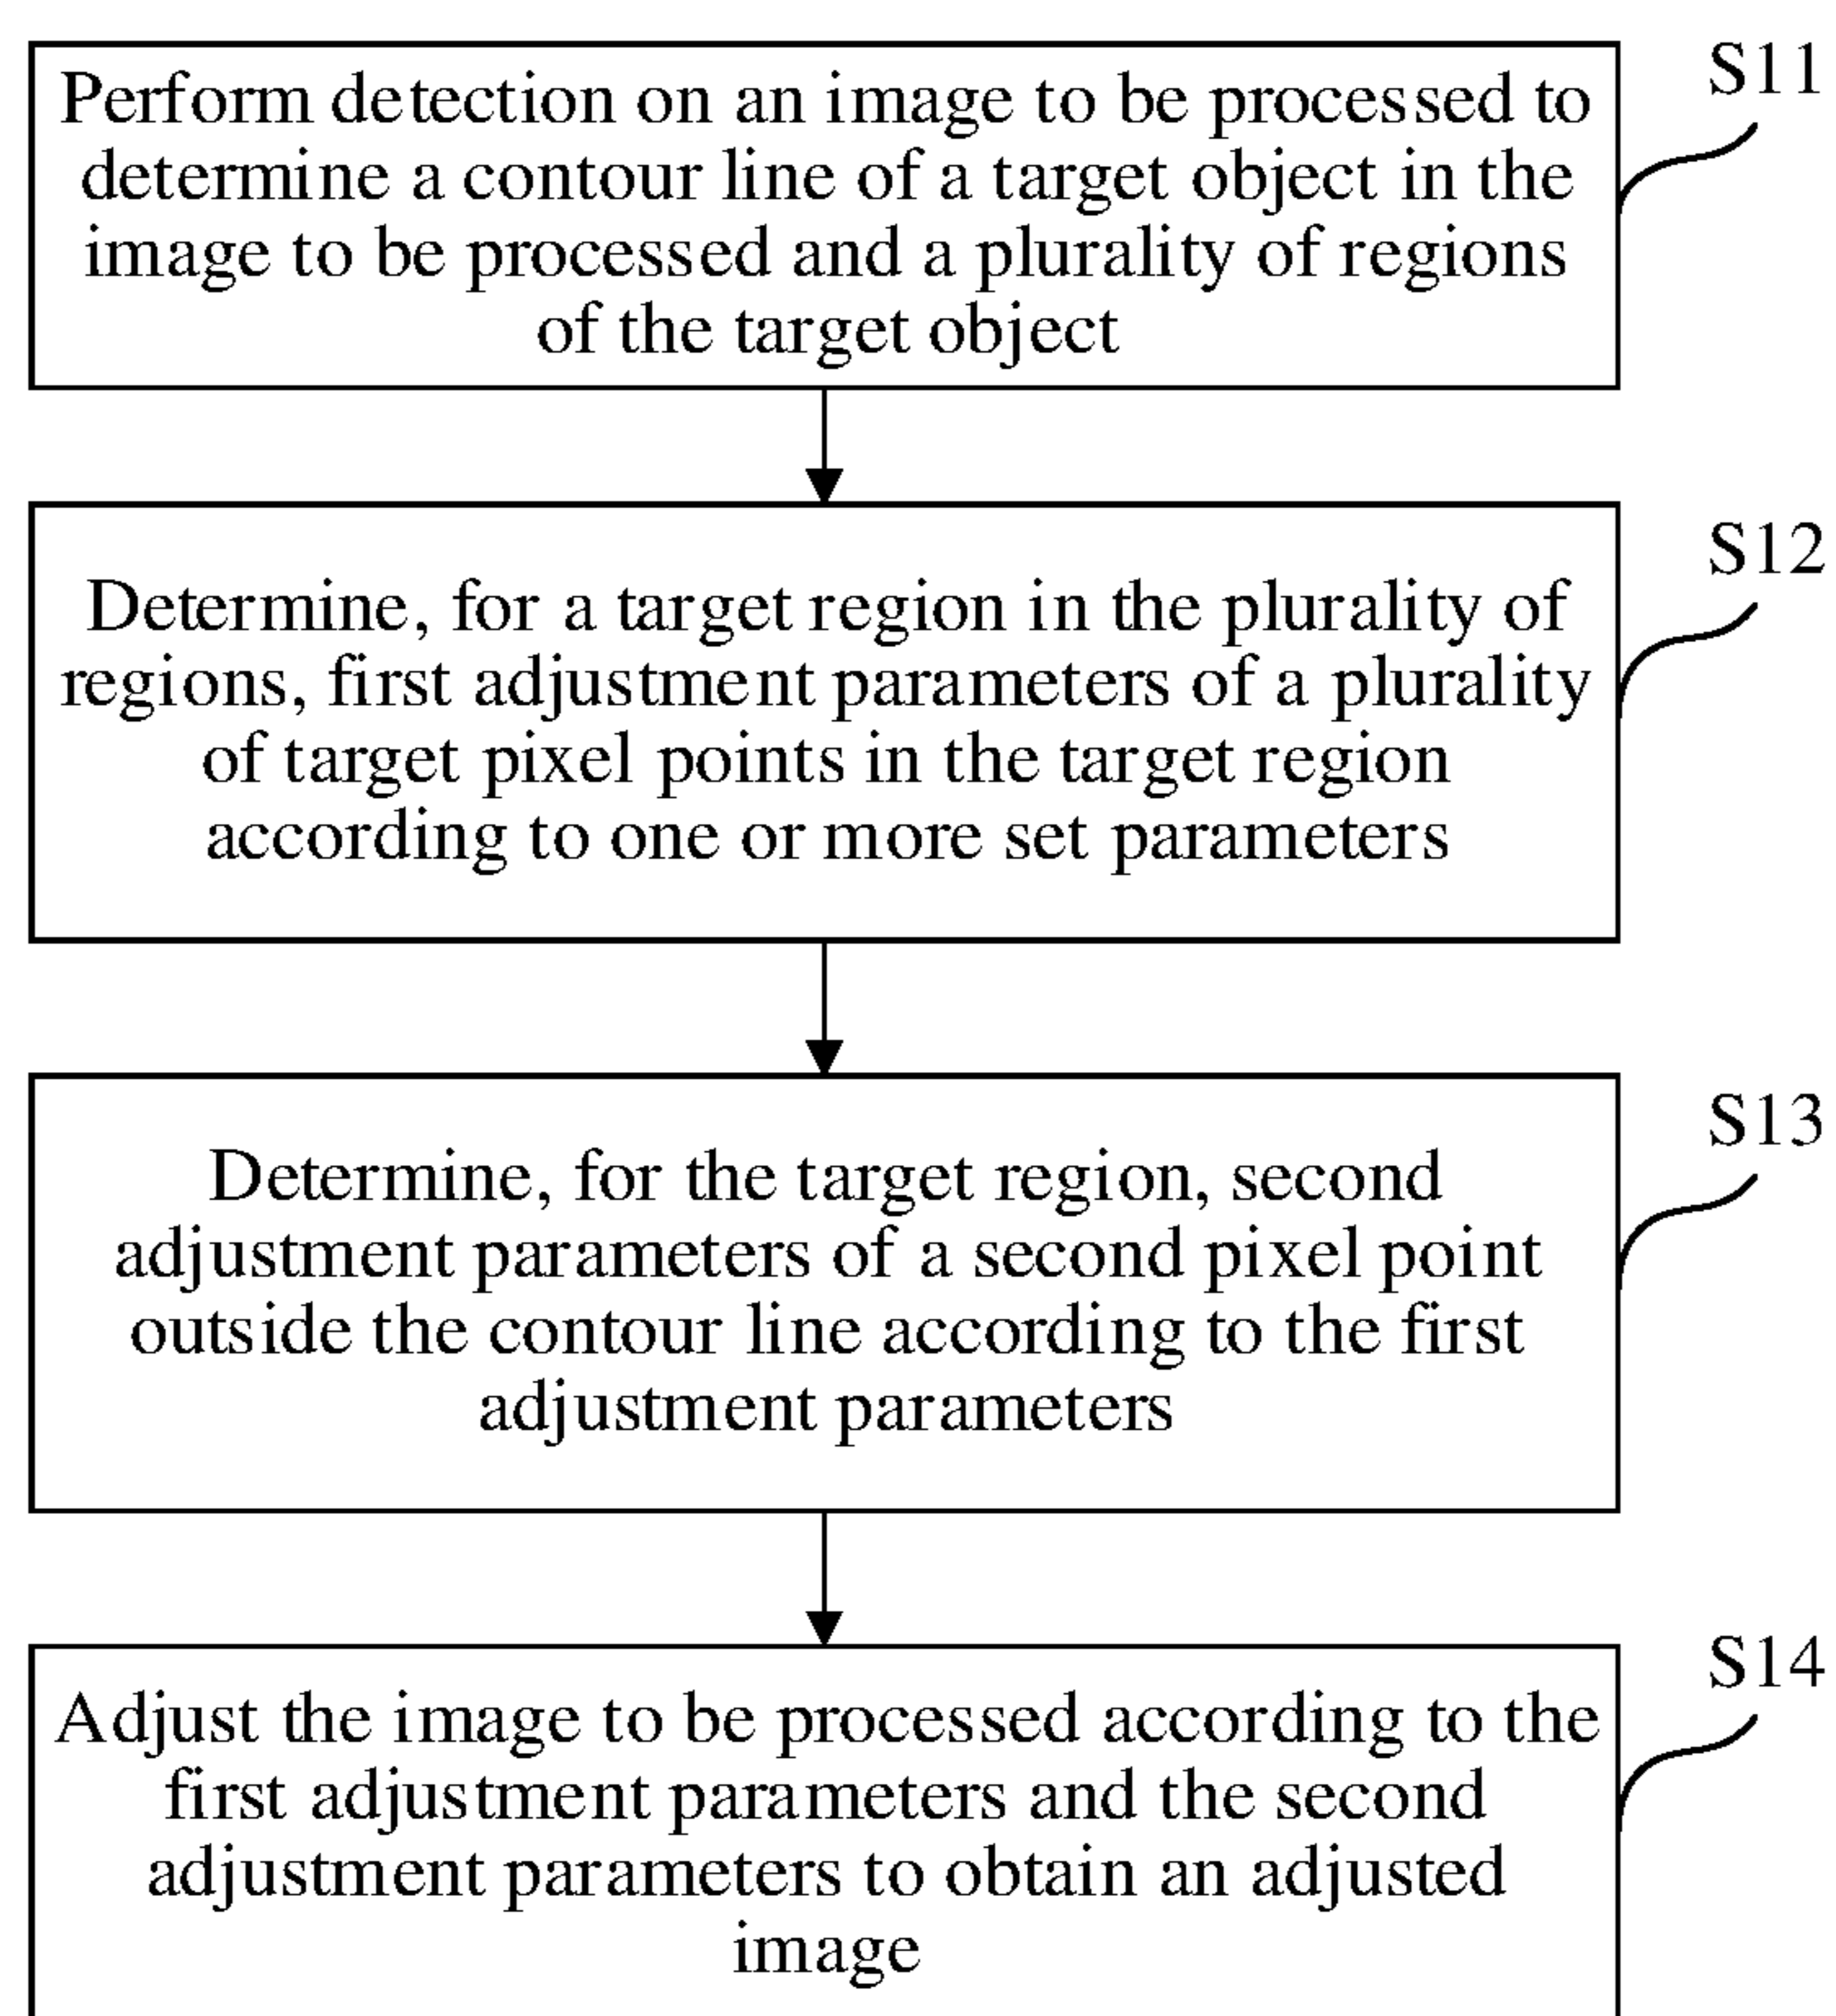 S11
Perform detection on an image to be processed to
determine a contour line of a target object in the
image to be processed and a plurality of regions
of the target object
S12
Determine, for a target region in the plurality of
regions, first adjustment parameters of a plurality
of target pixel points in the target region
according to one or more set parameters
S13
Determine, for the target region, second
adjustment parameters of a second pixel point
outside the contour line according to the first
adjustment parameters
S14
Adjust the image to be processed according to the
first adjustment parameters and the second
adjustment parameters to obtain an adjusted
image